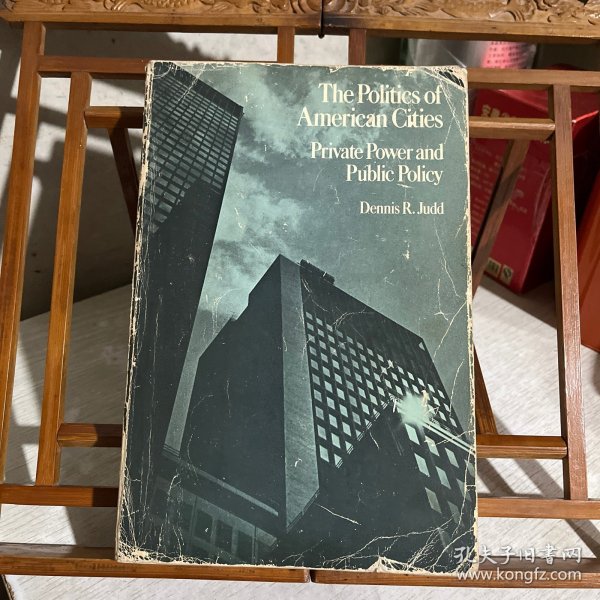 The Politics of
American Cities
Private Power and
Public Policy
Dennis R. Judd
孔夫子旧书网
www.kongfz.com